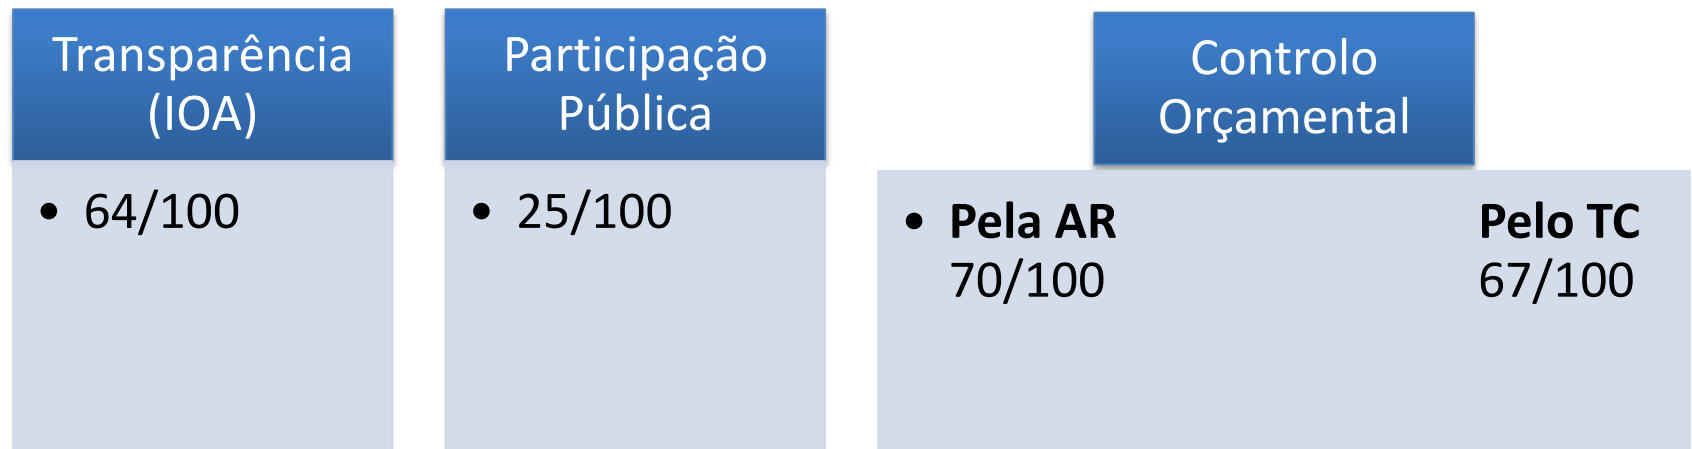 Transparência
(IOA)
• 64/100
Participação
Pública
• 25/100
Controlo
Orçamental
• Pela AR Pelo TC
70/100 67/100